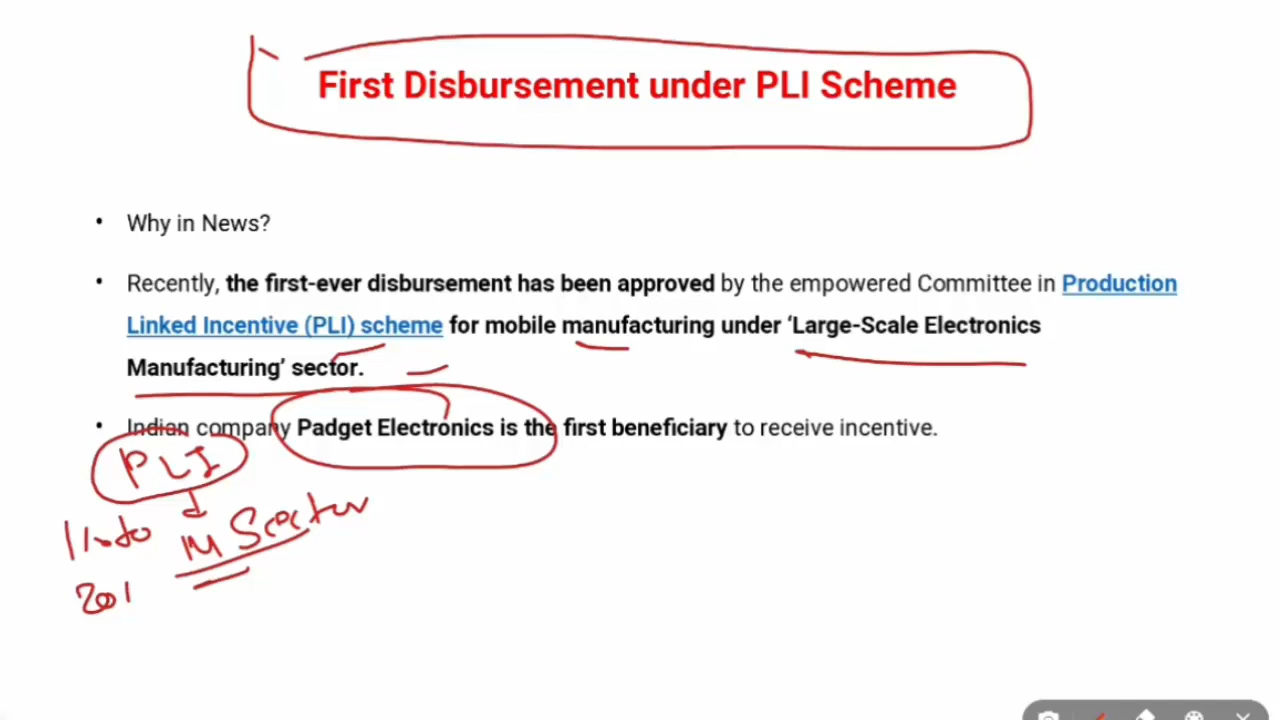 First Disbursement under PLI Scheme
• Why in News?
• Recently, the first-ever disbursement has been approved by the empowered Committee in Production
Linked Incentive (PLI) scheme for mobile manufacturing under ‘Large-Scale Electronics
Manufacturing’ sector.
• Indian company Padget Electronics is the first beneficiary to receive incentive.
PLI
M Sector